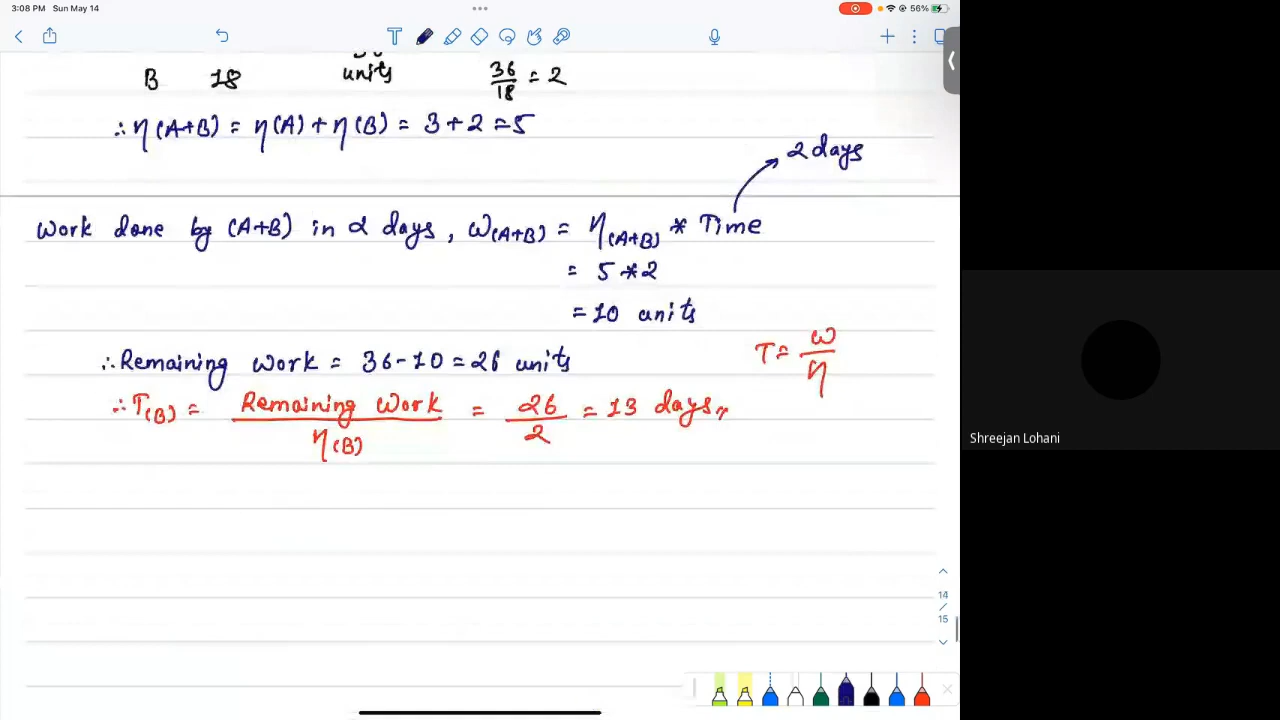 3:08 PM Sun May 14
56%
B 18 units 36/18 = 2
∴ η(A+B) = η(A) + η(B) = 3 + 2 = 5
2 days
Work done by (A+B) in 2 days, ω(A+B) = η(A+B) * Time
= 5 * 2
= 10 units
T = ω/η
∴ Remaining Work = 36 - 10 = 26 units
∴ T(B) = Remaining Work / η(B) = 26/2 = 13 days,,
Shreejan Lohani
14
/
15